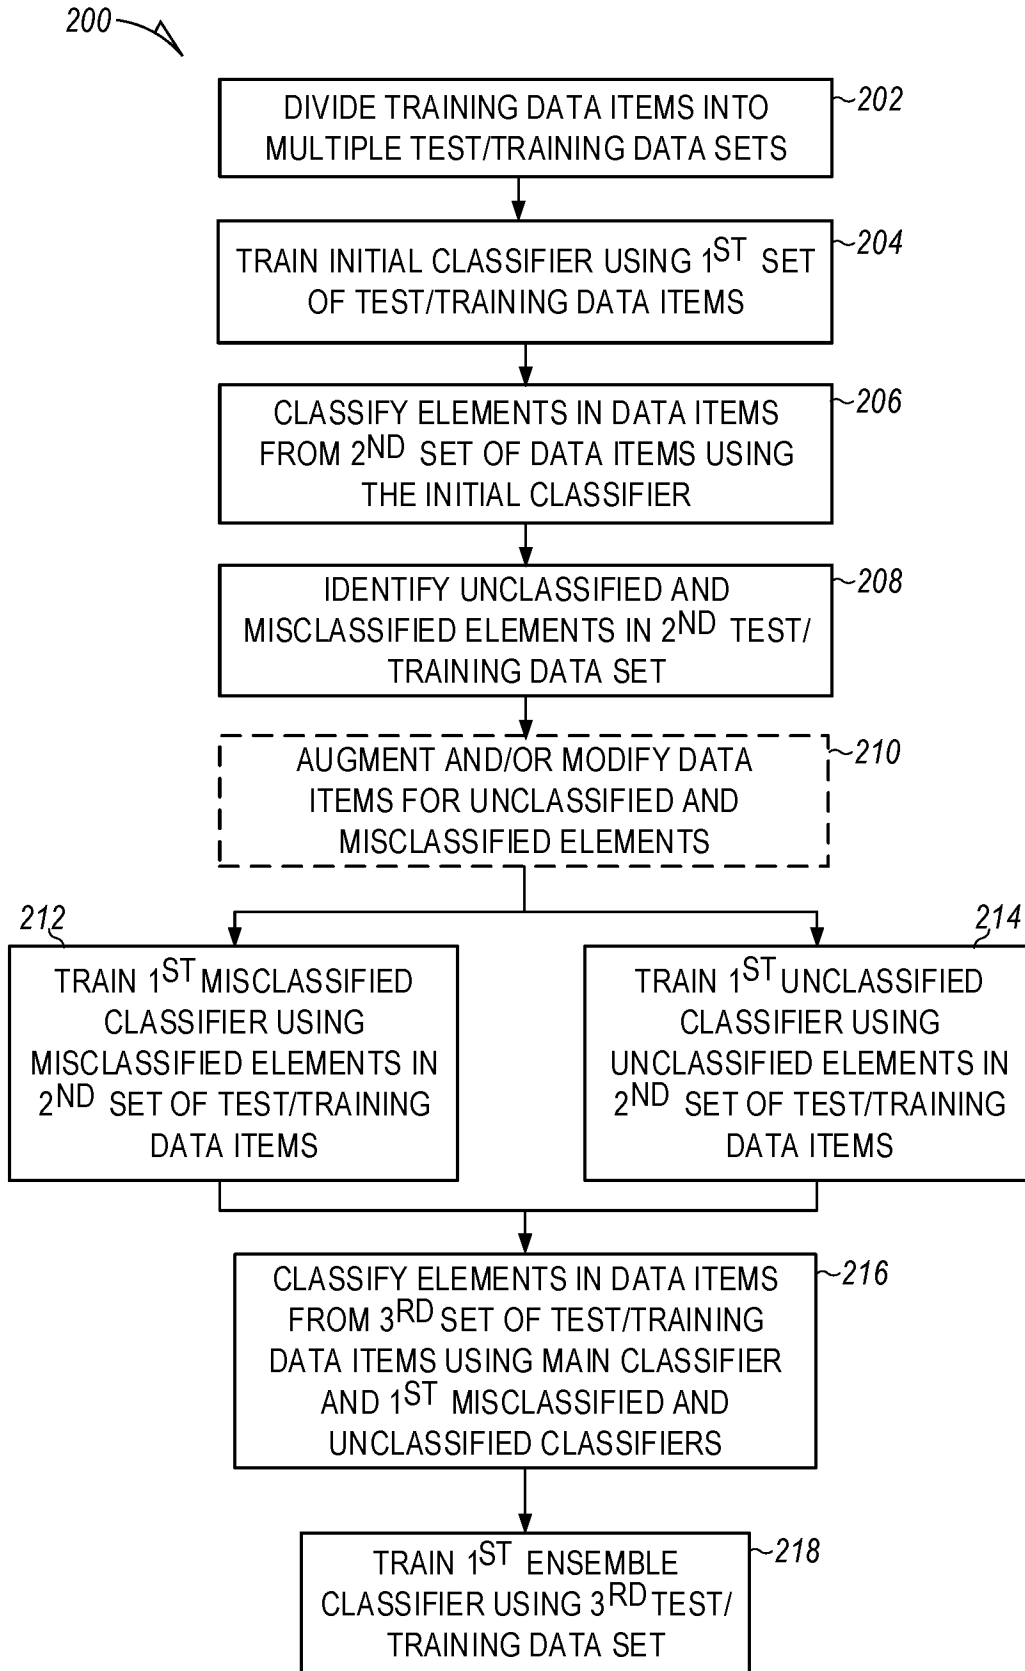 200
DIVIDE TRAINING DATA ITEMS INTO
MULTIPLE TEST/TRAINING DATA SETS
202
TRAIN INITIAL CLASSIFIER USING 1ST SET
OF TEST/TRAINING DATA ITEMS
204
CLASSIFY ELEMENTS IN DATA ITEMS
FROM 2ND SET OF DATA ITEMS USING
THE INITIAL CLASSIFIER
206
IDENTIFY UNCLASSIFIED AND
MISCLASSIFIED ELEMENTS IN 2ND TEST/
TRAINING DATA SET
208
AUGMENT AND/OR MODIFY DATA
ITEMS FOR UNCLASSIFIED AND
MISCLASSIFIED ELEMENTS
210
212
TRAIN 1ST MISCLASSIFIED
CLASSIFIER USING
MISCLASSIFIED ELEMENTS IN
2ND SET OF TEST/TRAINING
DATA ITEMS
214
TRAIN 1ST UNCLASSIFIED
CLASSIFIER USING
UNCLASSIFIED ELEMENTS IN
2ND SET OF TEST/TRAINING
DATA ITEMS
CLASSIFY ELEMENTS IN DATA ITEMS
FROM 3RD SET OF TEST/TRAINING
DATA ITEMS USING MAIN CLASSIFIER
AND 1ST MISCLASSIFIED AND
UNCLASSIFIED CLASSIFIERS
216
TRAIN 1ST ENSEMBLE
CLASSIFIER USING 3RD TEST/
TRAINING DATA SET
218